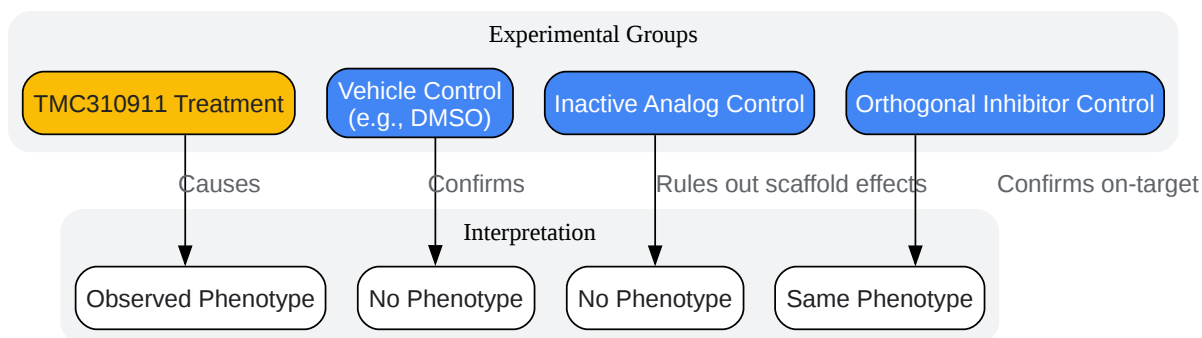 Experimental Groups
TMC310911 Treatment
Vehicle Control
(e.g., DMSO)
Inactive Analog Control
Orthogonal Inhibitor Control
Causes
Confirms
Rules out scaffold effects
Confirms on-target
Interpretation
Observed Phenotype
No Phenotype
No Phenotype
Same Phenotype